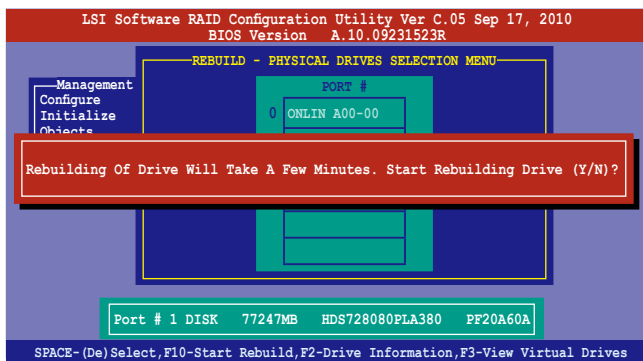 LSI Software RAID Configuration Utility Ver C.05 Sep 17, 2010
BIOS Version A.10.09231523R
REBUILD - PHYSICAL DRIVES SELECTION MENU
Management
Configure
Initialize
Objects
PORT #
0 ONLIN A00-00
Rebuilding Of Drive Will Take A Few Minutes. Start Rebuilding Drive (Y/N)?
Port # 1 DISK 77247MB HDS728080PLA380 PF20A60A
SPACE-(De)Select,F10-Start Rebuild,F2-Drive Information,F3-View Virtual Drives